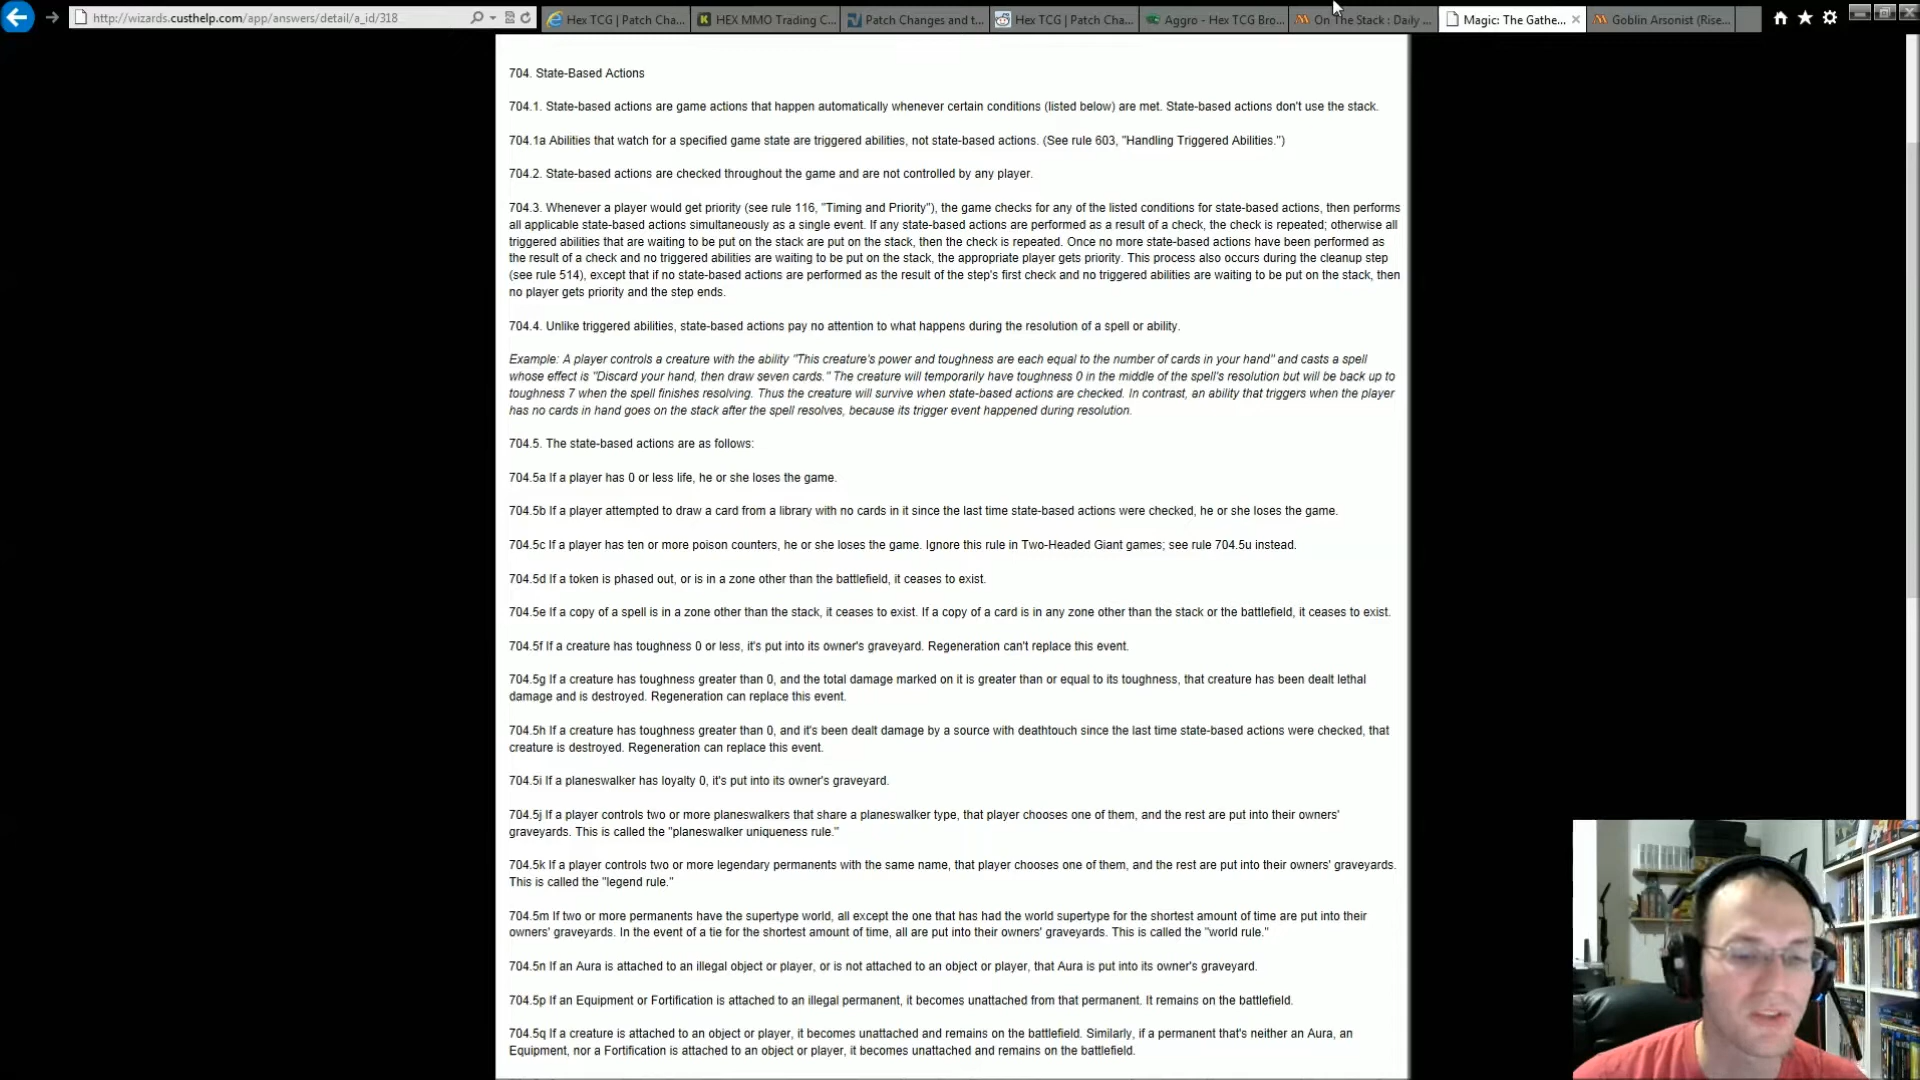 http://wizards.custhelp.com/app/answers/detail/a_id/318
Hex TCG | Patch Cha...
HEX MMO Trading C...
Patch Changes and t...
Hex TCG | Patch Cha...
Aggro - Hex TCG Bro...
On The Stack : Daily ...
Magic: The Gathe...
Goblin Arsonist (Rise...
704. State-Based Actions
704.1. State-based actions are game actions that happen automatically whenever certain conditions (listed below) are met. State-based actions don't use the stack.
704.1a Abilities that watch for a specified game state are triggered abilities, not state-based actions. (See rule 603, "Handling Triggered Abilities.")
704.2. State-based actions are checked throughout the game and are not controlled by any player.
704.3. Whenever a player would get priority (see rule 116, "Timing and Priority"), the game checks for any of the listed conditions for state-based actions, then performs
all applicable state-based actions simultaneously as a single event. If any state-based actions are performed as a result of a check, the check is repeated; otherwise all
triggered abilities that are waiting to be put on the stack are put on the stack, then the check is repeated. Once no more state-based actions have been performed as
the result of a check and no triggered abilities are waiting to be put on the stack, the appropriate player gets priority. This process also occurs during the cleanup step
(see rule 514), except that if no state-based actions are performed as the result of the step's first check and no triggered abilities are waiting to be put on the stack, then
no player gets priority and the step ends.
704.4. Unlike triggered abilities, state-based actions pay no attention to what happens during the resolution of a spell or ability.
Example: A player controls a creature with the ability "This creature's power and toughness are each equal to the number of cards in your hand" and casts a spell
whose effect is "Discard your hand, then draw seven cards." The creature will temporarily have toughness 0 in the middle of the spell's resolution but will be back up to
toughness 7 when the spell finishes resolving. Thus the creature will survive when state-based actions are checked. In contrast, an ability that triggers when the player
has no cards in hand goes on the stack after the spell resolves, because its trigger event happened during resolution.
704.5. The state-based actions are as follows:
704.5a If a player has 0 or less life, he or she loses the game.
704.5b If a player attempted to draw a card from a library with no cards in it since the last time state-based actions were checked, he or she loses the game.
704.5c If a player has ten or more poison counters, he or she loses the game. Ignore this rule in Two-Headed Giant games; see rule 704.5u instead.
704.5d If a token is phased out, or is in a zone other than the battlefield, it ceases to exist.
704.5e If a copy of a spell is in a zone other than the stack, it ceases to exist. If a copy of a card is in any zone other than the stack or the battlefield, it ceases to exist.
704.5f If a creature has toughness 0 or less, it's put into its owner's graveyard. Regeneration can't replace this event.
704.5g If a creature has toughness greater than 0, and the total damage marked on it is greater than or equal to its toughness, that creature has been dealt lethal
damage and is destroyed. Regeneration can replace this event.
704.5h If a creature has toughness greater than 0, and it's been dealt damage by a source with deathtouch since the last time state-based actions were checked, that
creature is destroyed. Regeneration can replace this event.
704.5i If a planeswalker has loyalty 0, it's put into its owner's graveyard.
704.5j If a player controls two or more planeswalkers that share a planeswalker type, that player chooses one of them, and the rest are put into their owners'
graveyards. This is called the "planeswalker uniqueness rule."
704.5k If a player controls two or more legendary permanents with the same name, that player chooses one of them, and the rest are put into their owners' graveyards.
This is called the "legend rule."
704.5m If two or more permanents have the supertype world, all except the one that has had the world supertype for the shortest amount of time are put into their
owners' graveyards. In the event of a tie for the shortest amount of time, all are put into their owners' graveyards. This is called the "world rule."
704.5n If an Aura is attached to an illegal object or player, or is not attached to an object or player, that Aura is put into its owner's graveyard.
704.5p If an Equipment or Fortification is attached to an illegal permanent, it becomes unattached from that permanent. It remains on the battlefield.
704.5q If a creature is attached to an object or player, it becomes unattached and remains on the battlefield. Similarly, if a permanent that's neither an Aura, an
Equipment, nor a Fortification is attached to an object or player, it becomes unattached and remains on the battlefield.